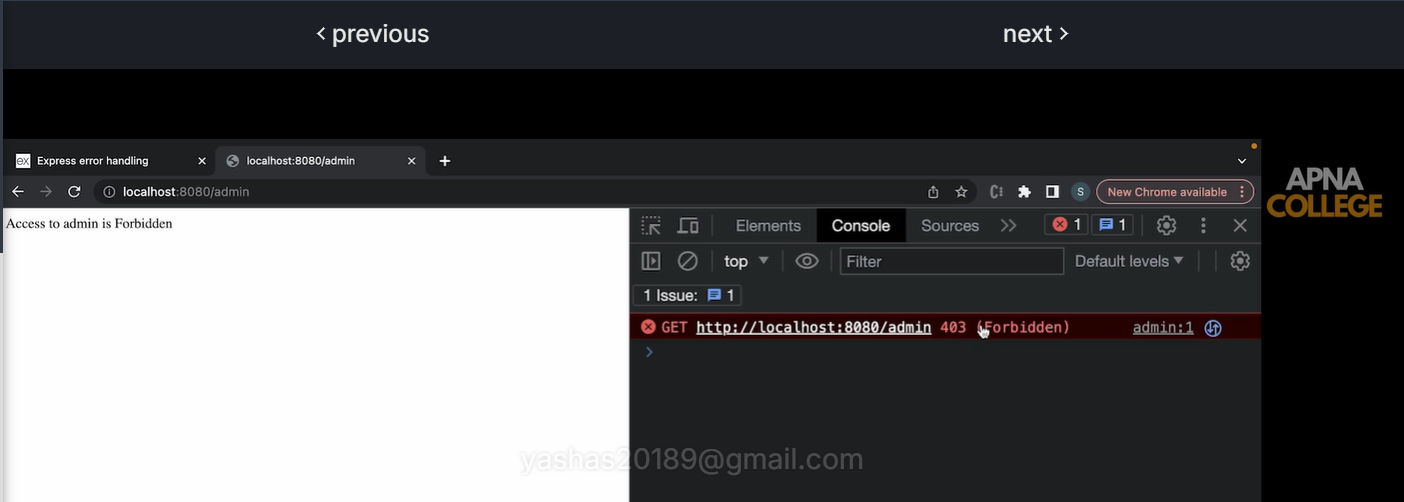 ‹ previous
next ›
ex Express error handling
localhost:8080/admin
localhost:8080/admin
S
New Chrome available
APNA
COLLEGE
Access to admin is Forbidden
Elements
Console
Sources
1
1
top
Filter
Default levels
1 Issue: 1
GET http://localhost:8080/admin 403 (Forbidden)
admin:1
yashas20189@gmail.com